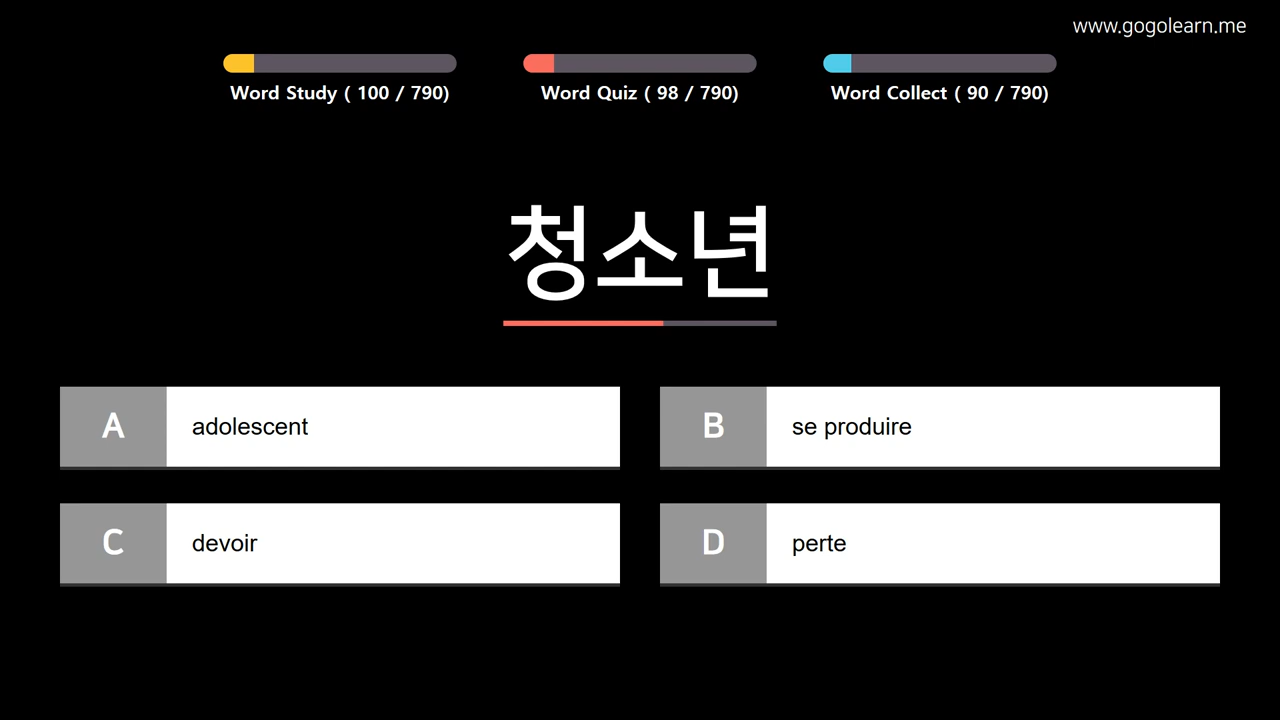 www.gogolearn.me
Word Study ( 100 / 790)
Word Quiz ( 98 / 790)
Word Collect ( 90 / 790)
청소년
A adolescent
B se produire
C devoir
D perte